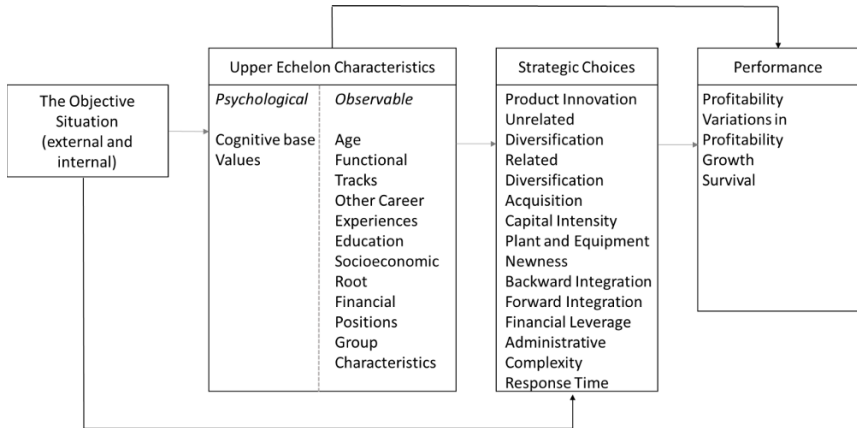 The Objective
Situation
(external and
internal)
Upper Echelon Characteristics
Psychological
Cognitive base
Values
Observable
Age
Functional
Tracks
Other Career
Experiences
Education
Socioeconomic
Root
Financial
Positions
Group
Characteristics
Strategic Choices
Product Innovation
Unrelated
Diversification
Related
Diversification
Acquisition
Capital Intensity
Plant and Equipment
Newness
Backward Integration
Forward Integration
Financial Leverage
Administrative
Complexity
Response Time
Performance
Profitability
Variations in
Profitability
Growth
Survival